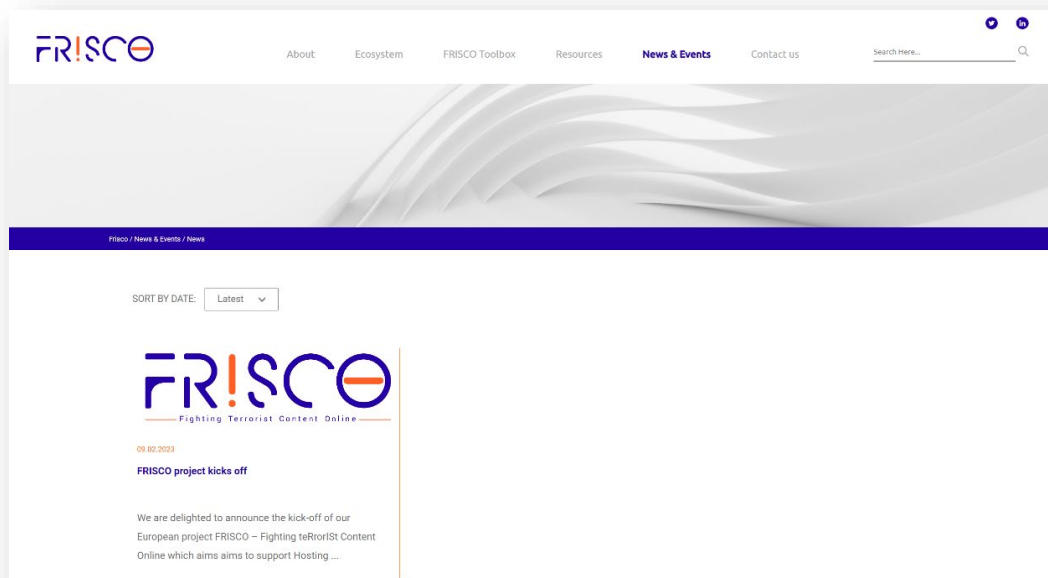 FR!SCO
About Ecosystem FRISCO Toolbox Resources News & Events Contact us
Search Here...
Frisco / News & Events / News
SORT BY DATE: Latest
FR!SCO
Fighting Terrorist Content Online
09.02.2023
FRISCO project kicks off
We are delighted to announce the kick-off of our
European project FRISCO – Fighting teRrorISt Content
Online which aims aims to support Hosting ...